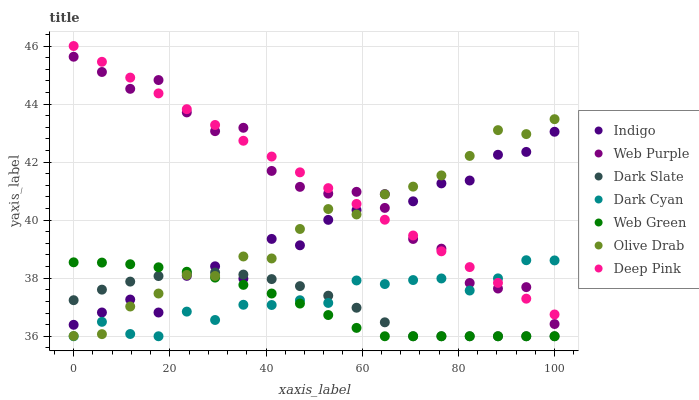 title
46
44
42
40
38
36
yaxis_label
0
20
40
60
80
100
xaxis_label
Indigo
Web Purple
Dark Slate
Dark Cyan
Web Green
Olive Drab
Deep Pink